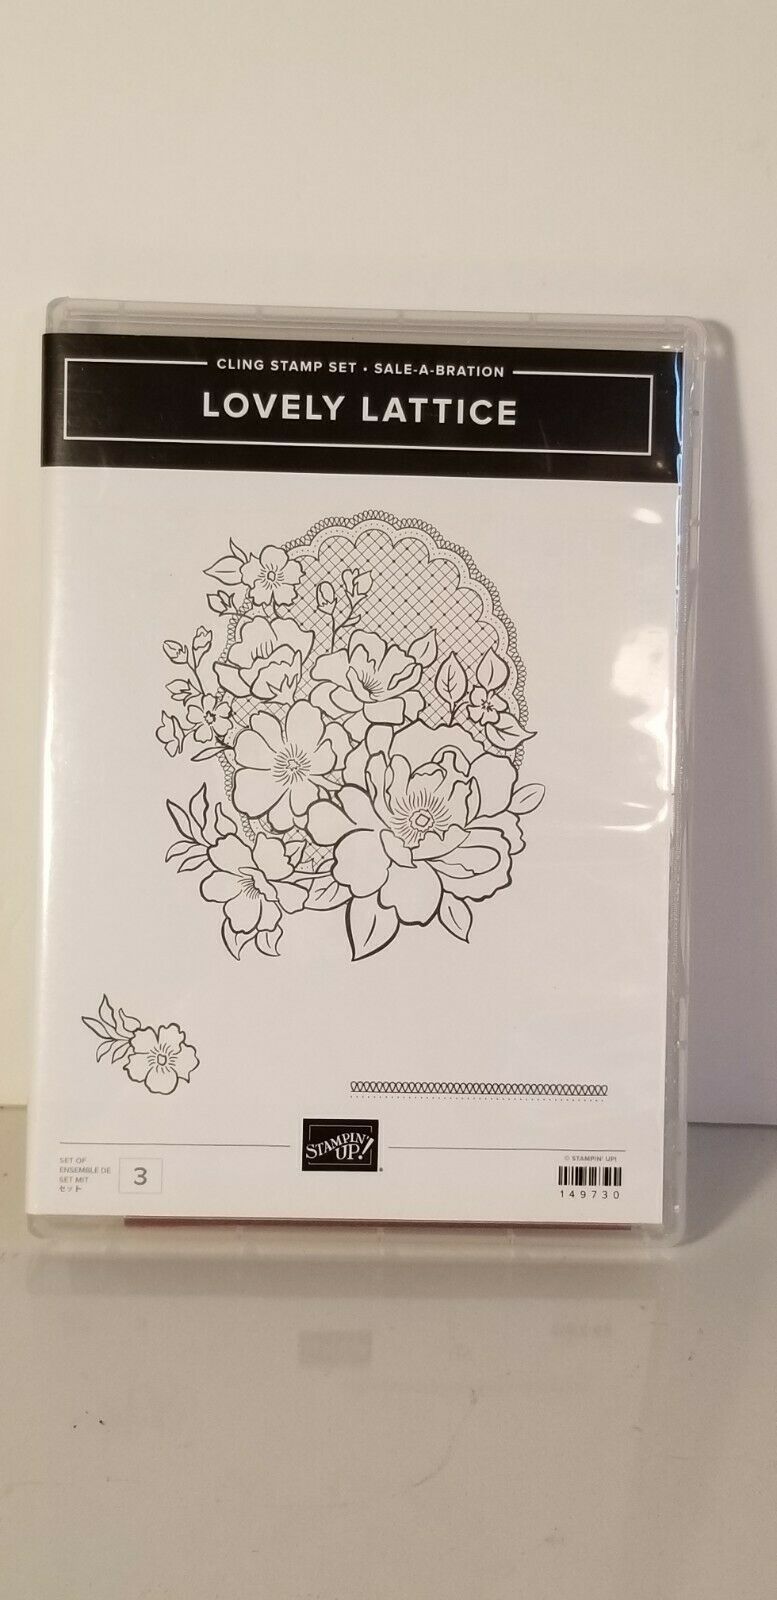 CLING STAMP SET • SALE-A-BRATION
LOVELY LATTICE
SET OF
ENSEMBLE DE
SET MIT
セット
3
STAMPIN' UP!®
© STAMPIN' UP!
149730